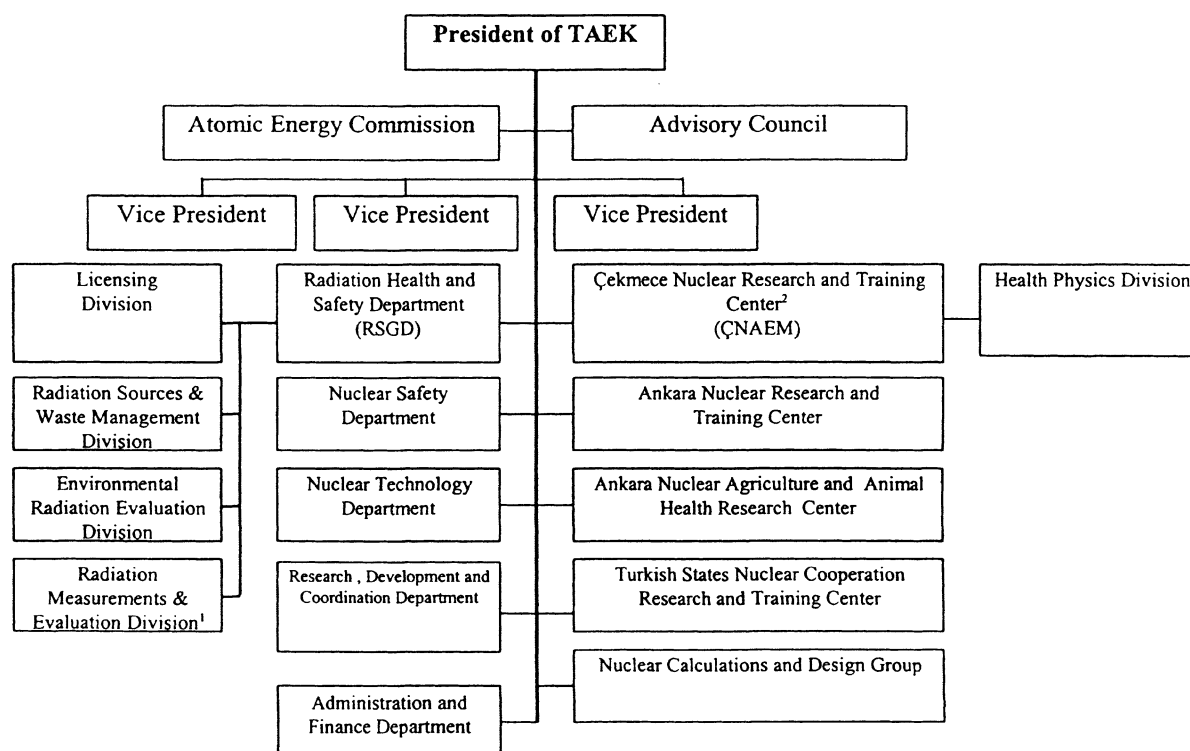 President of TAEK
Atomic Energy Commission
Advisory Council
Vice President
Vice President
Vice President
Licensing
Division
Radiation Health and
Safety Department
(RSGD)
Çekmece Nuclear Research and Training
Center²
(ÇNAEM)
Health Physics Division
Radiation Sources &
Waste Management
Division
Nuclear Safety
Department
Ankara Nuclear Research and
Training Center
Environmental
Radiation Evaluation
Division
Nuclear Technology
Department
Ankara Nuclear Agriculture and Animal
Health Research Center
Radiation
Measurements &
Evaluation Division¹
Research , Development and
Coordination Department
Turkish States Nuclear Cooperation
Research and Training Center
Nuclear Calculations and Design Group
Administration and
Finance Department